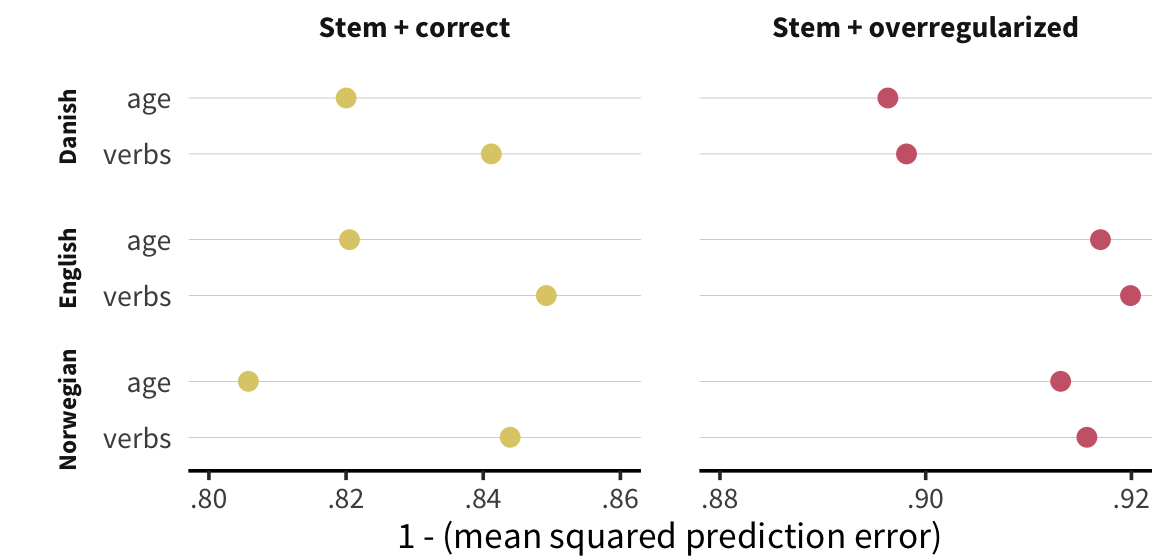 Stem + correct
Stem + overregularized
Danish
age
verbs
English
age
verbs
Norwegian
age
verbs
.80 .82 .84 .86
.88 .90 .92
1 - (mean squared prediction error)